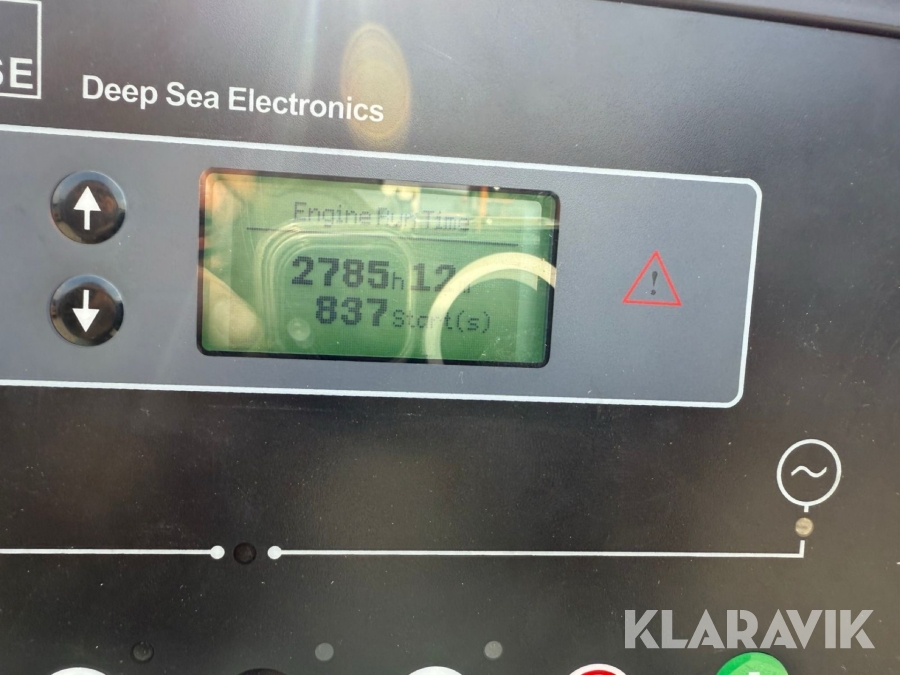 SE
Deep Sea Electronics
Engine Run Time
2785h 12m
837 Start(s)
KLARAVIK